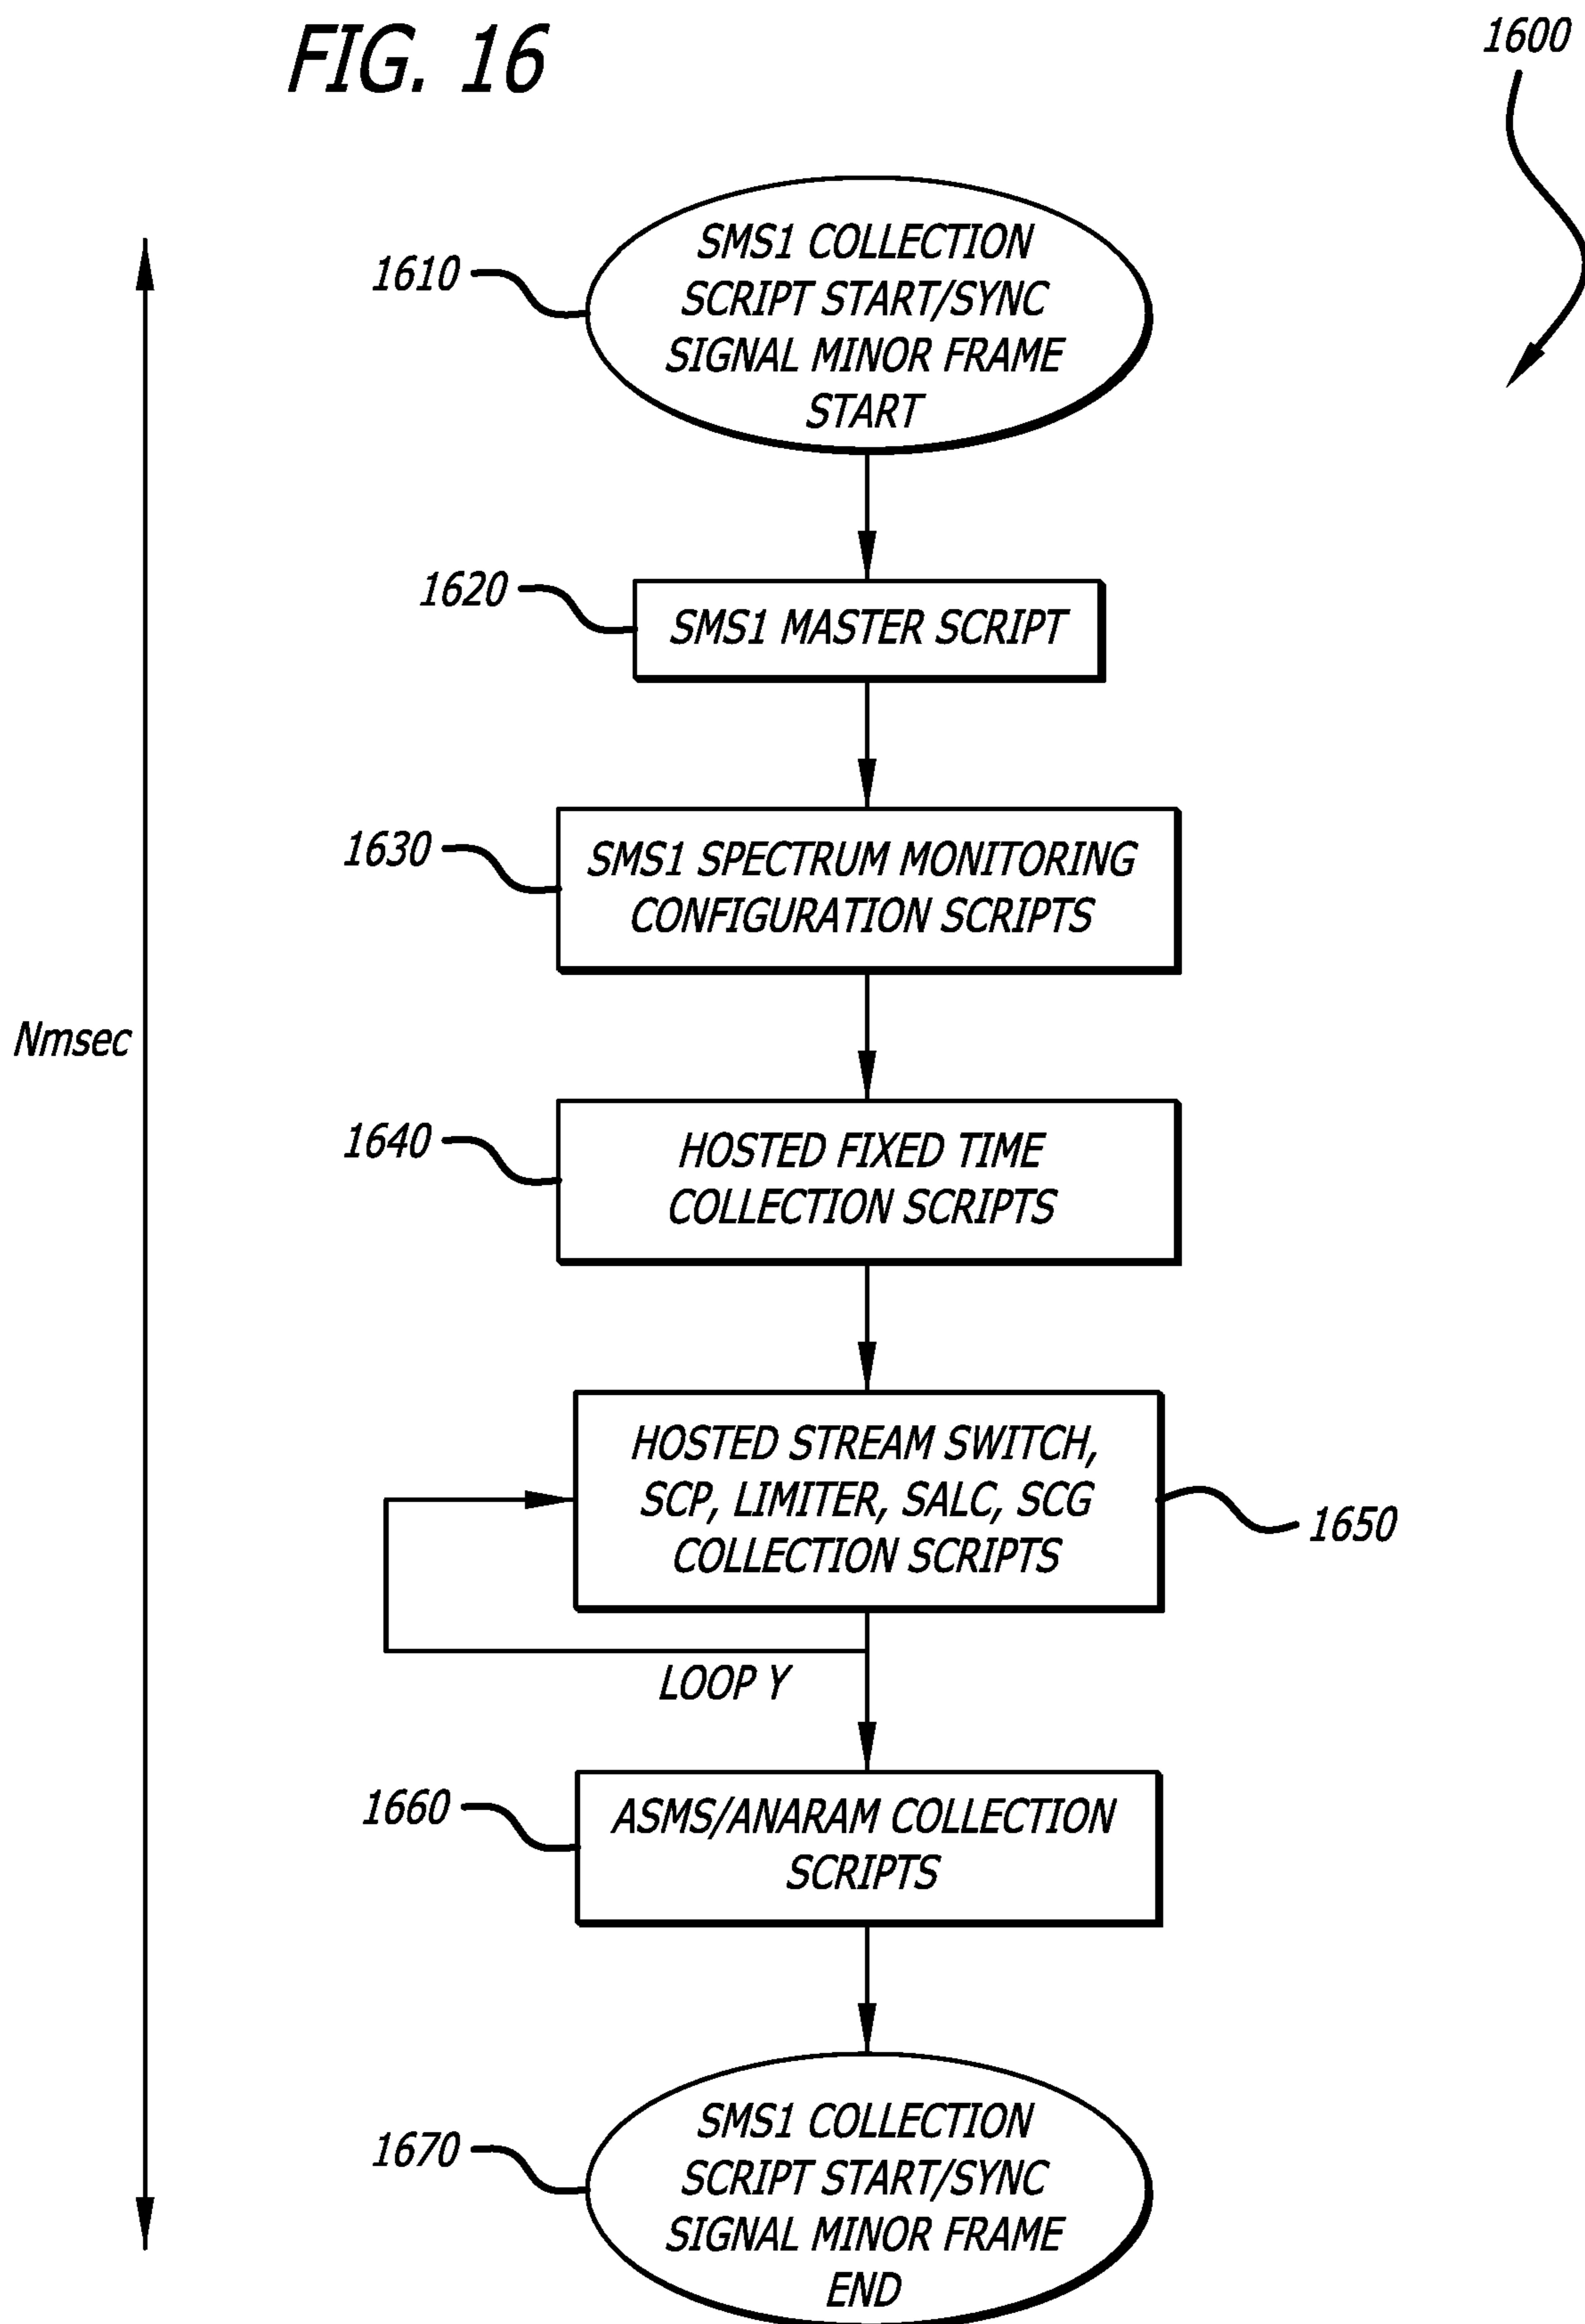 FIG. 16
1600
1610
SMS1 COLLECTION
SCRIPT START/SYNC
SIGNAL MINOR FRAME
START
1620
SMS1 MASTER SCRIPT
1630
SMS1 SPECTRUM MONITORING
CONFIGURATION SCRIPTS
Nmsec
1640
HOSTED FIXED TIME
COLLECTION SCRIPTS
HOSTED STREAM SWITCH,
SCP, LIMITER, SALC, SCG
COLLECTION SCRIPTS
1650
LOOP Y
1660
ASMS/ANARAM COLLECTION
SCRIPTS
1670
SMS1 COLLECTION
SCRIPT START/SYNC
SIGNAL MINOR FRAME
END